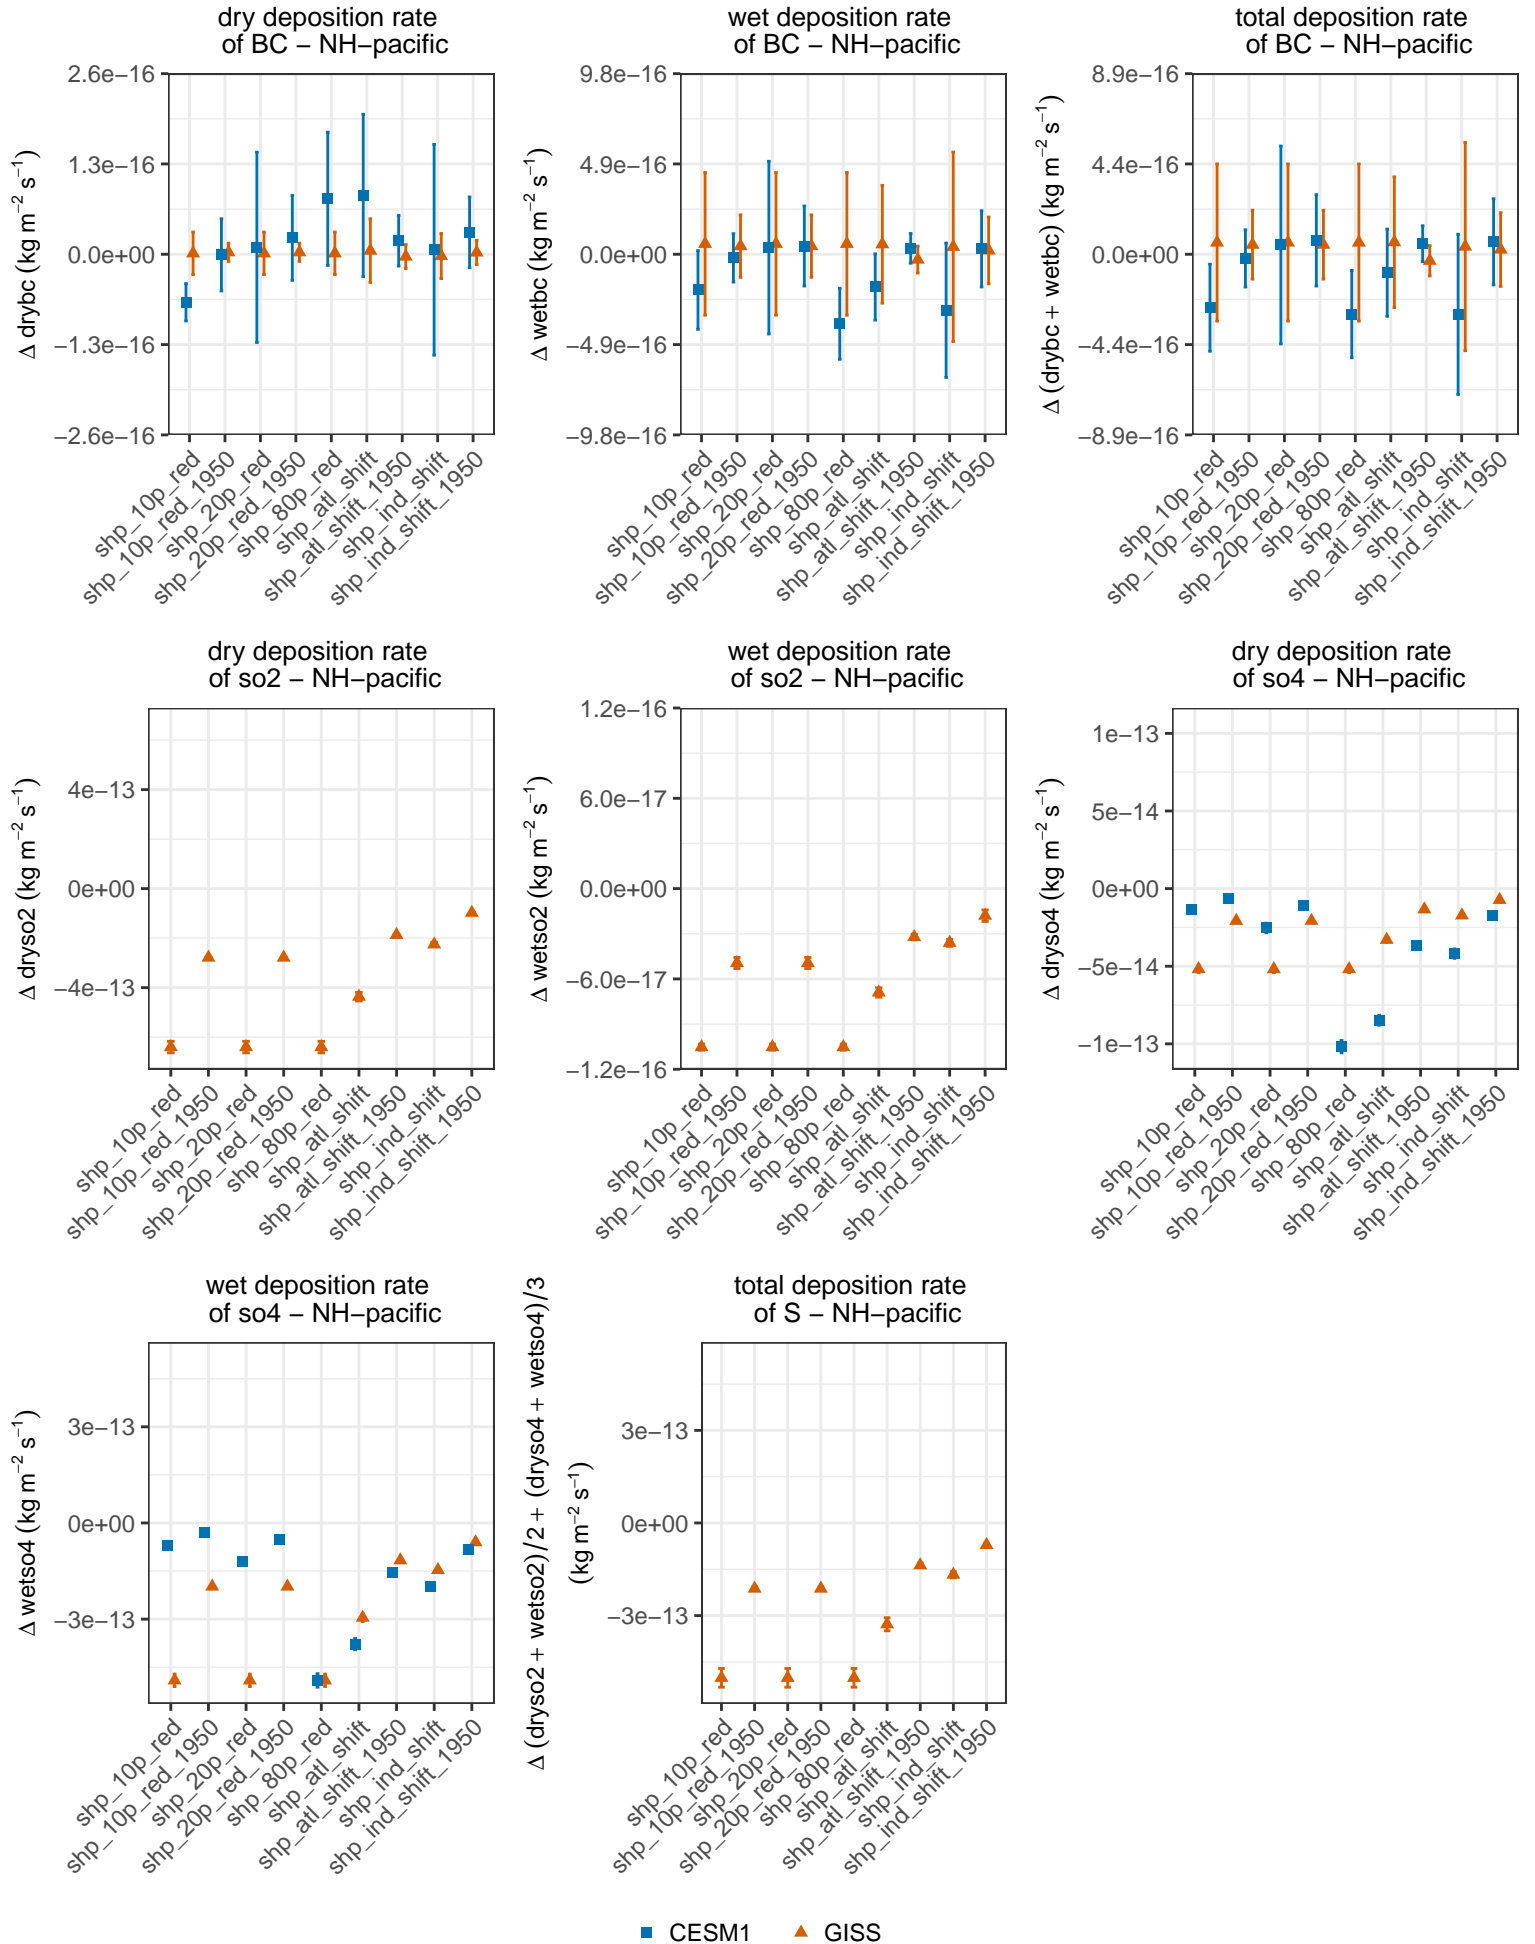 dry deposition rate
of BC − NH−pacific
Δ drybc (kg m⁻² s⁻¹)
2.6e−16
1.3e−16
0.0e+00
−1.3e−16
−2.6e−16
shp_10p_red
shp_10p_red_1950
shp_20p_red
shp_20p_red_1950
shp_80p_red
shp_atl_shift
shp_atl_shift_1950
shp_ind_shift
shp_ind_shift_1950
wet deposition rate
of BC − NH−pacific
Δ wetbc (kg m⁻² s⁻¹)
9.8e−16
4.9e−16
0.0e+00
−4.9e−16
−9.8e−16
shp_10p_red
shp_10p_red_1950
shp_20p_red
shp_20p_red_1950
shp_80p_red
shp_atl_shift
shp_atl_shift_1950
shp_ind_shift
shp_ind_shift_1950
total deposition rate
of BC − NH−pacific
Δ (drybc + wetbc) (kg m⁻² s⁻¹)
8.9e−16
4.4e−16
0.0e+00
−4.4e−16
−8.9e−16
shp_10p_red
shp_10p_red_1950
shp_20p_red
shp_20p_red_1950
shp_80p_red
shp_atl_shift
shp_atl_shift_1950
shp_ind_shift
shp_ind_shift_1950
dry deposition rate
of so2 − NH−pacific
Δ dryso2 (kg m⁻² s⁻¹)
4e−13
0e+00
−4e−13
shp_10p_red
shp_10p_red_1950
shp_20p_red
shp_20p_red_1950
shp_80p_red
shp_atl_shift
shp_atl_shift_1950
shp_ind_shift
shp_ind_shift_1950
wet deposition rate
of so2 − NH−pacific
Δ wetso2 (kg m⁻² s⁻¹)
1.2e−16
6.0e−17
0.0e+00
−6.0e−17
−1.2e−16
shp_10p_red
shp_10p_red_1950
shp_20p_red
shp_20p_red_1950
shp_80p_red
shp_atl_shift
shp_atl_shift_1950
shp_ind_shift
shp_ind_shift_1950
dry deposition rate
of so4 − NH−pacific
Δ dryso4 (kg m⁻² s⁻¹)
1e−13
5e−14
0e+00
−5e−14
−1e−13
shp_10p_red
shp_10p_red_1950
shp_20p_red
shp_20p_red_1950
shp_80p_red
shp_atl_shift
shp_atl_shift_1950
shp_ind_shift
shp_ind_shift_1950
wet deposition rate
of so4 − NH−pacific
Δ wetso4 (kg m⁻² s⁻¹)
3e−13
0e+00
−3e−13
shp_10p_red
shp_10p_red_1950
shp_20p_red
shp_20p_red_1950
shp_80p_red
shp_atl_shift
shp_atl_shift_1950
shp_ind_shift
shp_ind_shift_1950
total deposition rate
of S − NH−pacific
Δ (dryso2 + wetso2)/2 + (dryso4 + wetso4)/3
(kg m⁻² s⁻¹)
3e−13
0e+00
−3e−13
shp_10p_red
shp_10p_red_1950
shp_20p_red
shp_20p_red_1950
shp_80p_red
shp_atl_shift
shp_atl_shift_1950
shp_ind_shift
shp_ind_shift_1950
CESM1
GISS